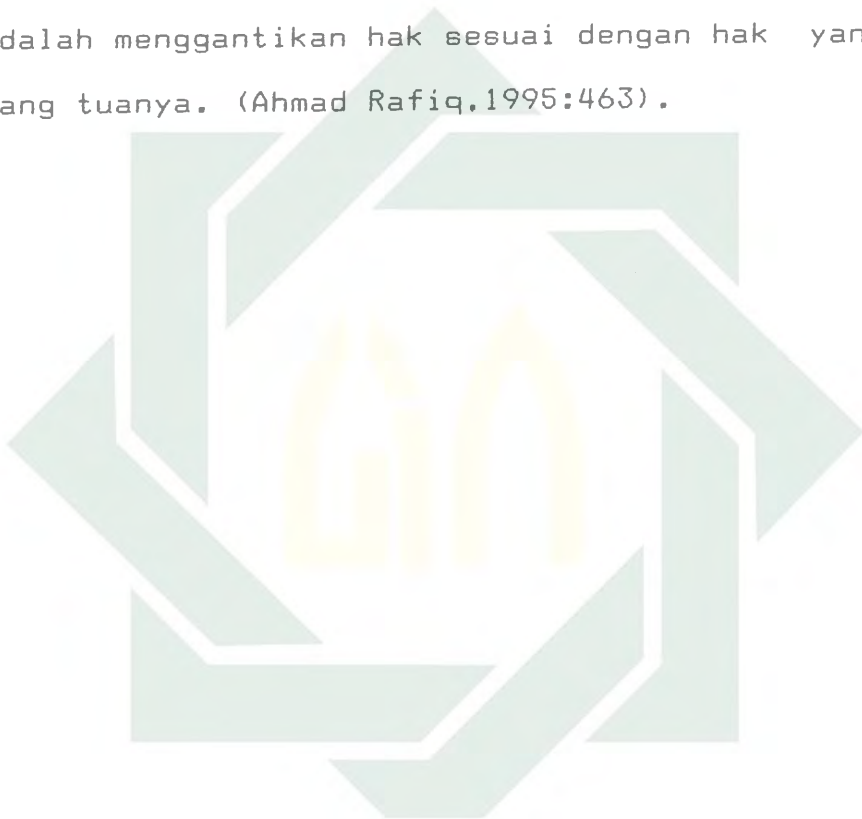 dalah menggantikan hak sesuai dengan hak yan
ang tuanya. (Ahmad Rafiq.1995:463).